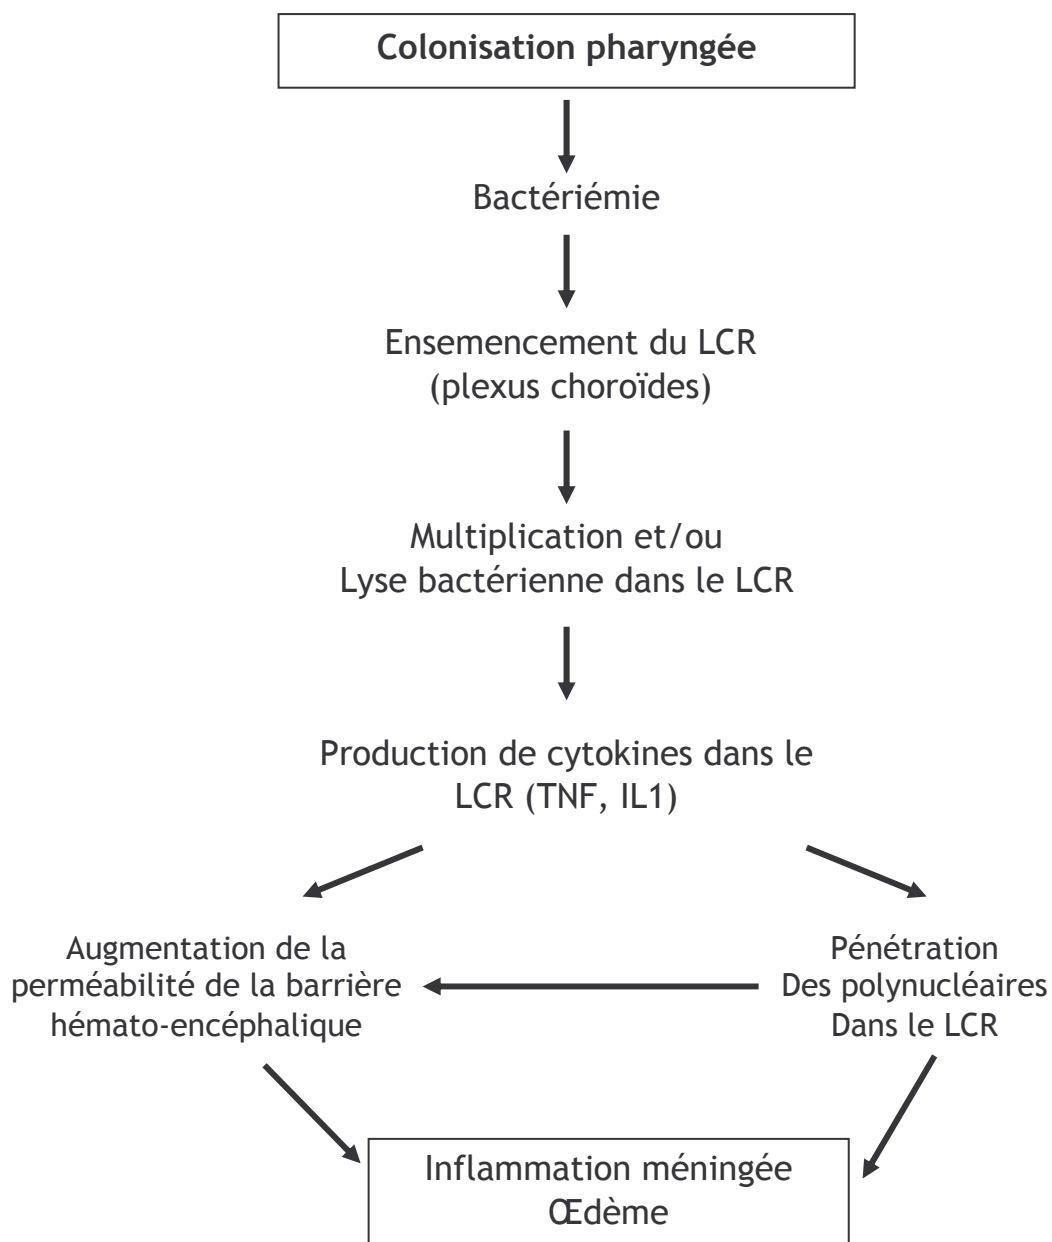 Colonisation pharyngée
Bactériémie
Ensemencement du LCR
(plexus choroïdes)
Multiplication et/ou
Lyse bactérienne dans le LCR
Production de cytokines dans le
LCR (TNF, IL1)
Augmentation de la
perméabilité de la barrière
hémato-encéphalique
Pénétration
Des polynucléaires
Dans le LCR
Inflammation méningée
Œdème